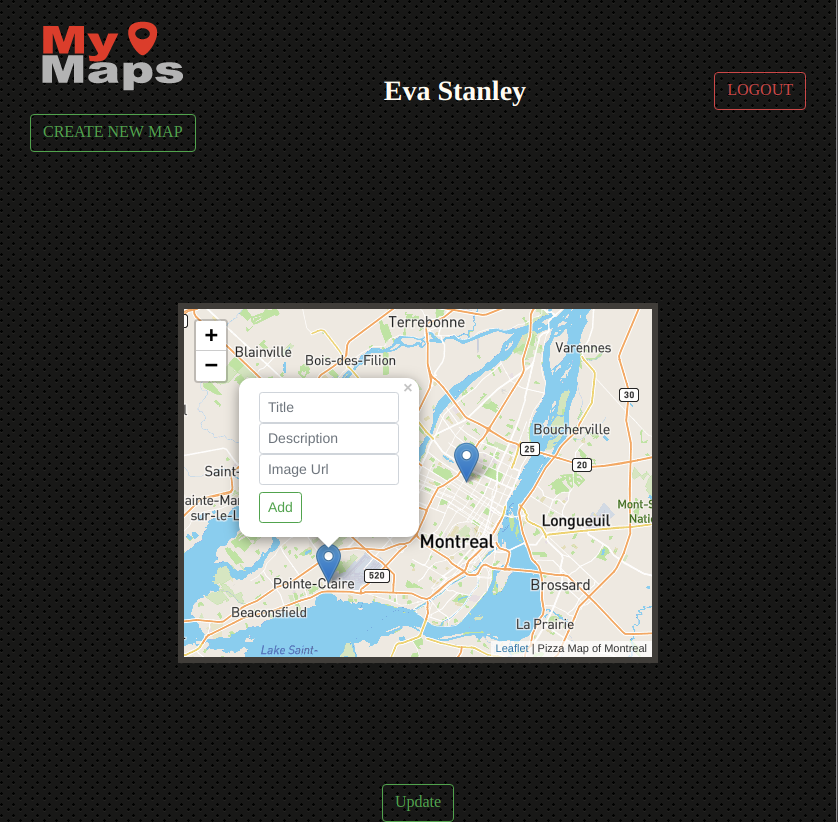 My
Maps
Eva Stanley
LOGOUT
CREATE NEW MAP
+
−
Terrebonne
Blainville
Bois-des-Filion
Varennes
×
Title
Description
Image Url
Add
30
Boucherville
25
20
Saint-
ainte-Ma
sur-le-L
Mont-S
Natio
Longueuil
Montreal
520
Pointe-Claire
Brossard
Beaconsfield
La Prairie
Lake Saint-
Leaflet | Pizza Map of Montreal
Update